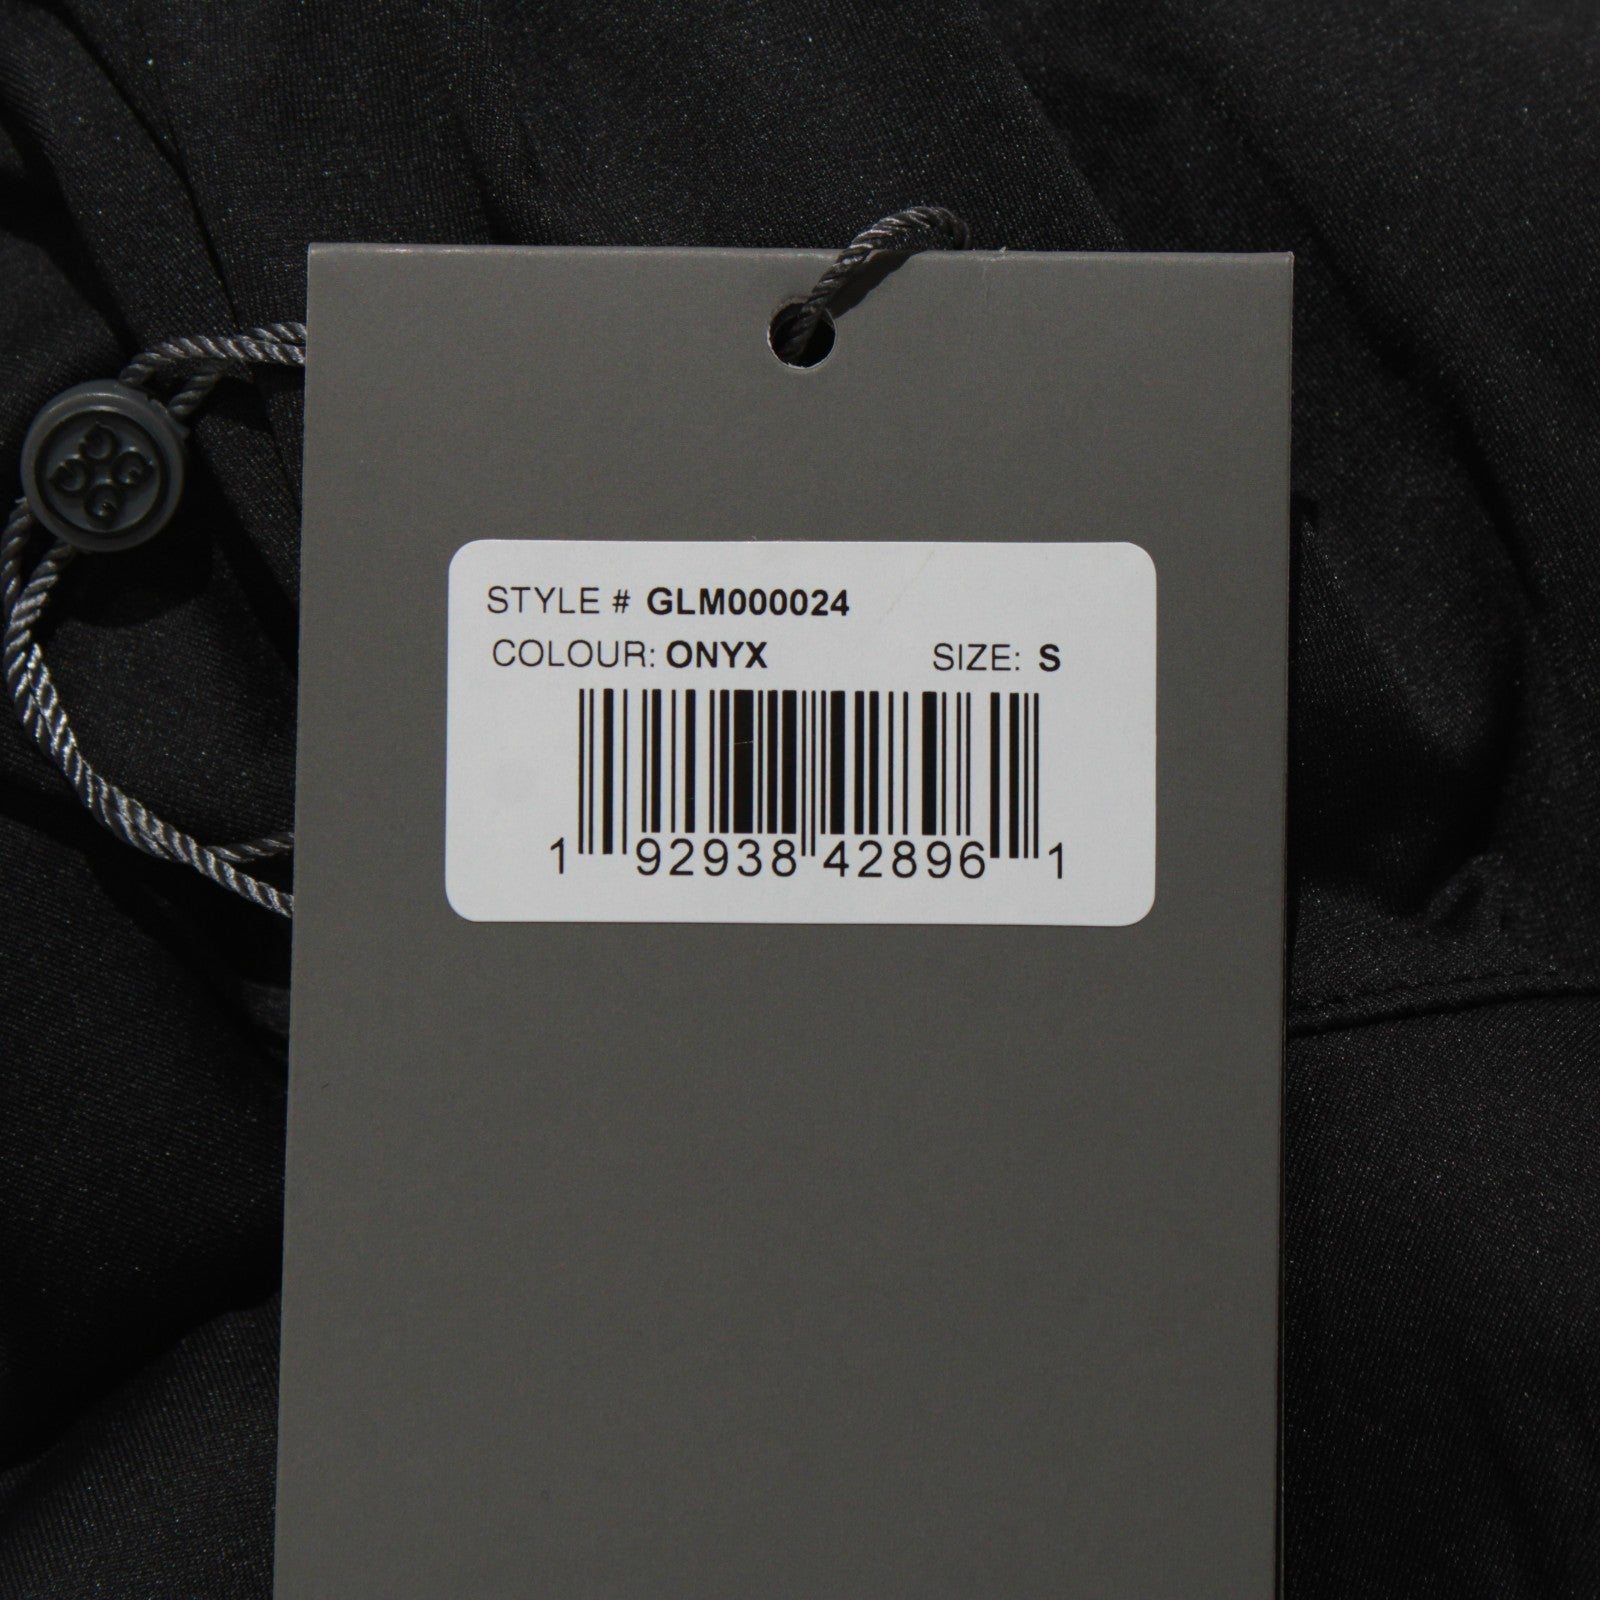 STYLE # GLM000024
COLOUR: ONYX SIZE: S
1 92938 42896 1